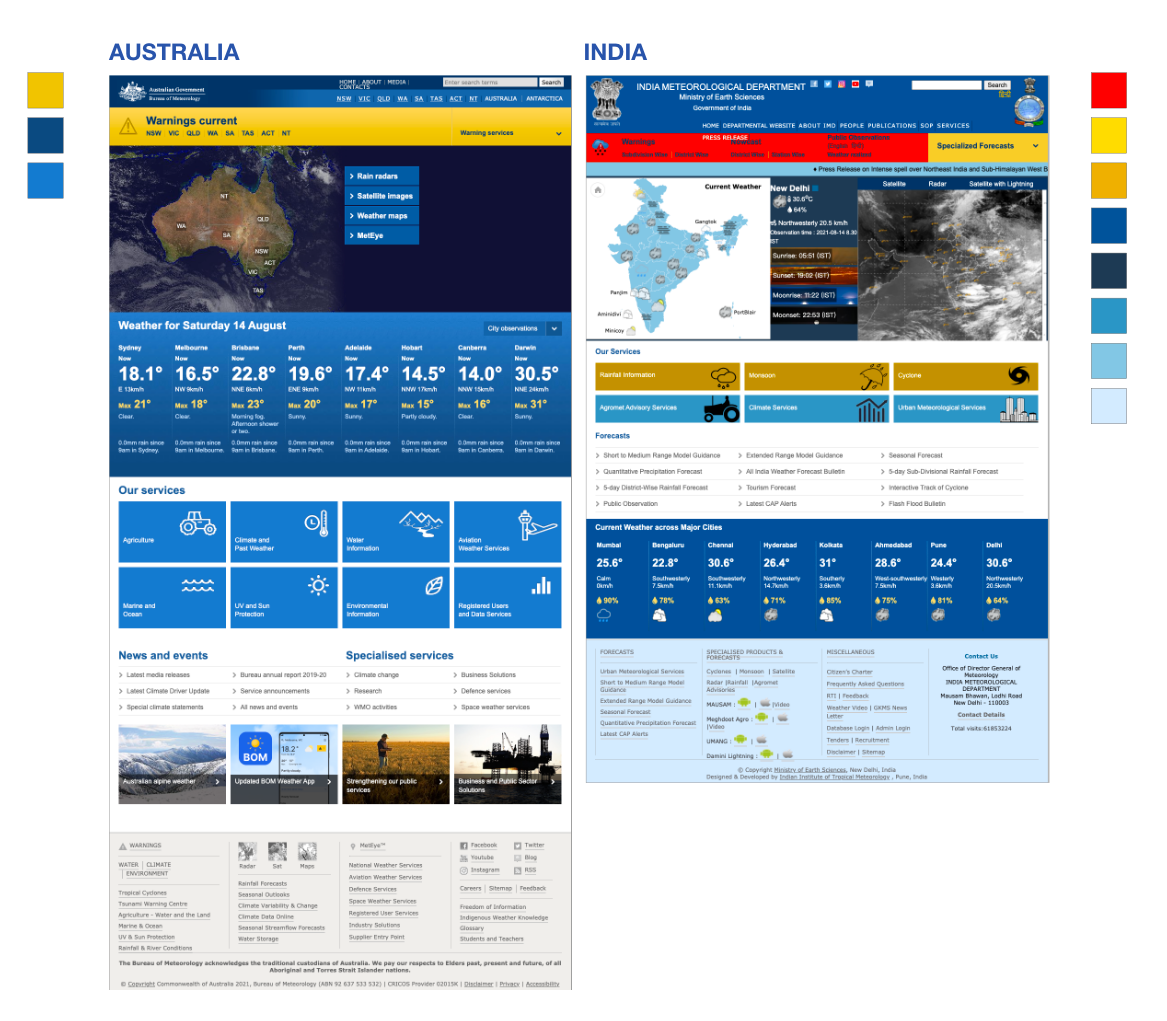 AUSTRALIA
Australian Government
Bureau of Meteorology
HOME | ABOUT | MEDIA |
CONTACTS
Enter search terms
Search
NSW VIC QLD WA SA TAS ACT NT AUSTRALIA | ANTARCTICA
Warnings current
NSW VIC QLD WA SA TAS ACT NT
Warning services
NT
QLD
WA
SA
NSW
ACT
VIC
TAS
Rain radars
Satellite images
Weather maps
MetEye
Weather for Saturday 14 August
City observations
Sydney Melbourne Brisbane Perth Adelaide Hobart Canberra Darwin
Now Now Now Now Now Now Now Now
18.1° 16.5° 22.8° 19.6° 17.4° 14.5° 14.0° 30.5°
E 13km/h NW 9km/h NNE 6km/h ENE 9km/h NW 11km/h NNW 17km/h NNW 15km/h NNE 24km/h
Max 21° Max 18° Max 23° Max 20° Max 17° Max 15° Max 16° Max 31°
Clear. Clear. Morning fog. Sunny. Sunny. Partly cloudy. Clear. Sunny.
Afternoon shower
or two.
0.0mm rain since 0.0mm rain since 0.0mm rain since 0.0mm rain since 0.0mm rain since 0.0mm rain since 0.0mm rain since 0.0mm rain since
9am in Sydney. 9am in Melbourne. 9am in Brisbane. 9am in Perth. 9am in Adelaide. 9am in Hobart. 9am in Canberra. 9am in Darwin.
Our services
Agriculture
Climate and
Past Weather
Water
Information
Aviation
Weather Services
Marine and
Ocean
UV and Sun
Protection
Environmental
Information
Registered Users
and Data Services
News and events
Latest media releases
Bureau annual report 2019-20
Latest Climate Driver Update
Service announcements
Special climate statements
All news and events
Specialised services
Climate change
Business Solutions
Research
Defence services
WMO activities
Space weather services
Australian alpine weather
BOM
18.2°
Updated BOM Weather App
Strengthening our public
services
Business and Public Sector
Solutions
WARNINGS
WATER | CLIMATE
| ENVIRONMENT
Tropical Cyclones
Tsunami Warning Centre
Agriculture - Water and the Land
Marine & Ocean
UV & Sun Protection
Rainfall & River Conditions
Radar Sat Maps
Rainfall Forecasts
Seasonal Outlooks
Climate Variability & Change
Climate Data Online
Seasonal Streamflow Forecasts
Water Storage
MetEye™
National Weather Services
Aviation Weather Services
Defence Services
Space Weather Services
Registered User Services
Industry Solutions
Supplier Entry Point
Facebook Twitter
Youtube Blog
Instagram RSS
Careers | Sitemap | Feedback
Freedom of Information
Indigenous Weather Knowledge
Glossary
Students and Teachers
The Bureau of Meteorology acknowledges the traditional custodians of Australia. We pay our respects to Elders past, present and future, of all
Aboriginal and Torres Strait Islander nations.
© Copyright Commonwealth of Australia 2021, Bureau of Meteorology (ABN 92 637 533 532) | CRICOS Provider 02015K | Disclaimer | Privacy | Accessibility
INDIA
INDIA METEOROLOGICAL DEPARTMENT
Ministry of Earth Sciences
Government of India
Search
हिंदी
HOME DEPARTMENTAL WEBSITE ABOUT IMD PEOPLE PUBLICATIONS SOP SERVICES
PRESS RELEASE
Warnings
Nowcast
Public Observations
Subdivision Wise | District Wise
District Wise | Station Wise
Specialized Forecasts
♦ Press Release on Intense spell over Northeast India and Sub-Himalayan West B
Current Weather
Gangtok
Panjim
Aminidivi
Minicoy
PortBlair
New Delhi
30.6°C
64%
Northwesterly 20.5 km/h
Observation time : 2021-08-14 8.30
IST
Sunrise: 05:51 (IST)
Sunset: 19:02 (IST)
Moonrise: 11:22 (IST)
Moonset: 22:53 (IST)
Satellite Radar Satellite with Lightning
Our Services
Rainfall Information
Monsoon
Cyclone
Agromet Advisory Services
Climate Services
Urban Meteorological Services
Forecasts
Short to Medium Range Model Guidance
Extended Range Model Guidance
Seasonal Forecast
Quantitative Precipitation Forecast
All India Weather Forecast Bulletin
5-day Sub-Divisional Rainfall Forecast
5-day District-Wise Rainfall Forecast
Tourism Forecast
Interactive Track of Cyclone
Public Observation
Latest CAP Alerts
Flash Flood Bulletin
Current Weather across Major Cities
Mumbai Bengaluru Chennai Hyderabad Kolkata Ahmedabad Pune Delhi
25.6° 22.8° 30.6° 26.4° 31° 28.6° 24.4° 30.6°
Calm Southwesterly Southwesterly Northwesterly Southerly West-southwesterly Westerly Northwesterly
0km/h 7.5km/h 11.1km/h 14.7km/h 3.6km/h 7.5km/h 3.6km/h 20.5km/h
90% 78% 63% 71% 85% 75% 81% 64%
FORECASTS
Urban Meteorological Services
Short to Medium Range Model
Guidance
Extended Range Model Guidance
Seasonal Forecast
Quantitative Precipitation Forecast
Latest CAP Alerts
SPECIALISED PRODUCTS &
FORECASTS
Cyclones | Monsoon | Satellite
Radar |Rainfall |Agromet
Advisories
MAUSAM : | |Video
Meghdoot Agro : |
|Video
UMANG : |
Damini Lightning : |
MISCELLANEOUS
Citizen's Charter
Frequently Asked Questions
RTI | Feedback
Weather Video | GKMS News
Letter
Database Login | Admin Login
Tenders | Recruitment
Disclaimer | Sitemap
Contact Us
Office of Director General of
Meteorology
INDIA METEOROLOGICAL
DEPARTMENT
Mausam Bhawan, Lodhi Road
New Delhi - 110003
Contact Details
Total visits:61853224
© Copyright Ministry of Earth Sciences, New Delhi, India
Designed & Developed by Indian Institute of Tropical Meteorology , Pune, India